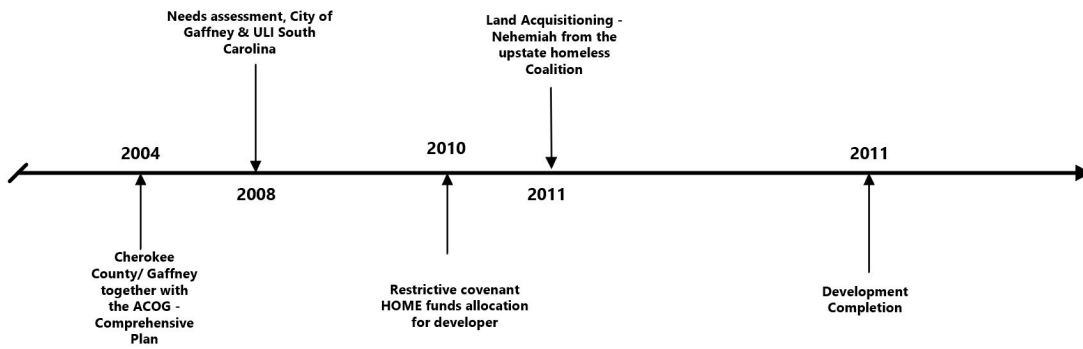 Needs assessment, City of
Gaffney & ULI South
Carolina
Land Acquisitioning -
Nehemiah from the
upstate homeless
Coalition
2004
2008
2010
2011
2011
Cherokee
County/ Gaffney
together with
the ACOG -
Comprehensive
Plan
Restrictive covenant
HOME funds allocation
for developer
Development
Completion